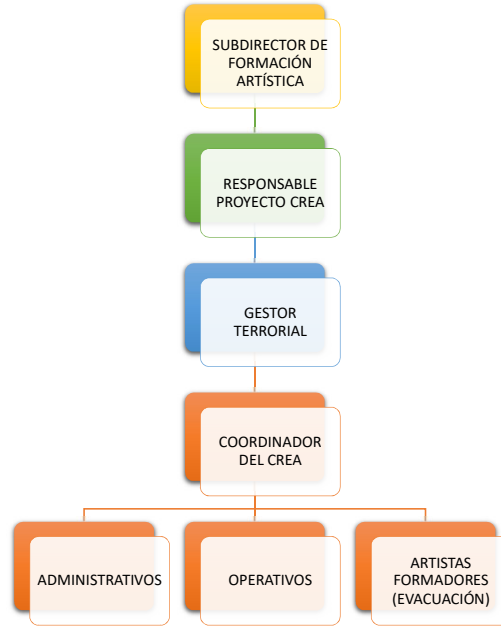 SUBDIRECTOR DE
FORMACIÓN
ARTÍSTICA
RESPONSABLE
PROYECTO CREA
GESTOR
TERRORIAL
COORDINADOR
DEL CREA
ADMINISTRATIVOS
OPERATIVOS
ARTISTAS
FORMADORES
(EVACUACIÓN)